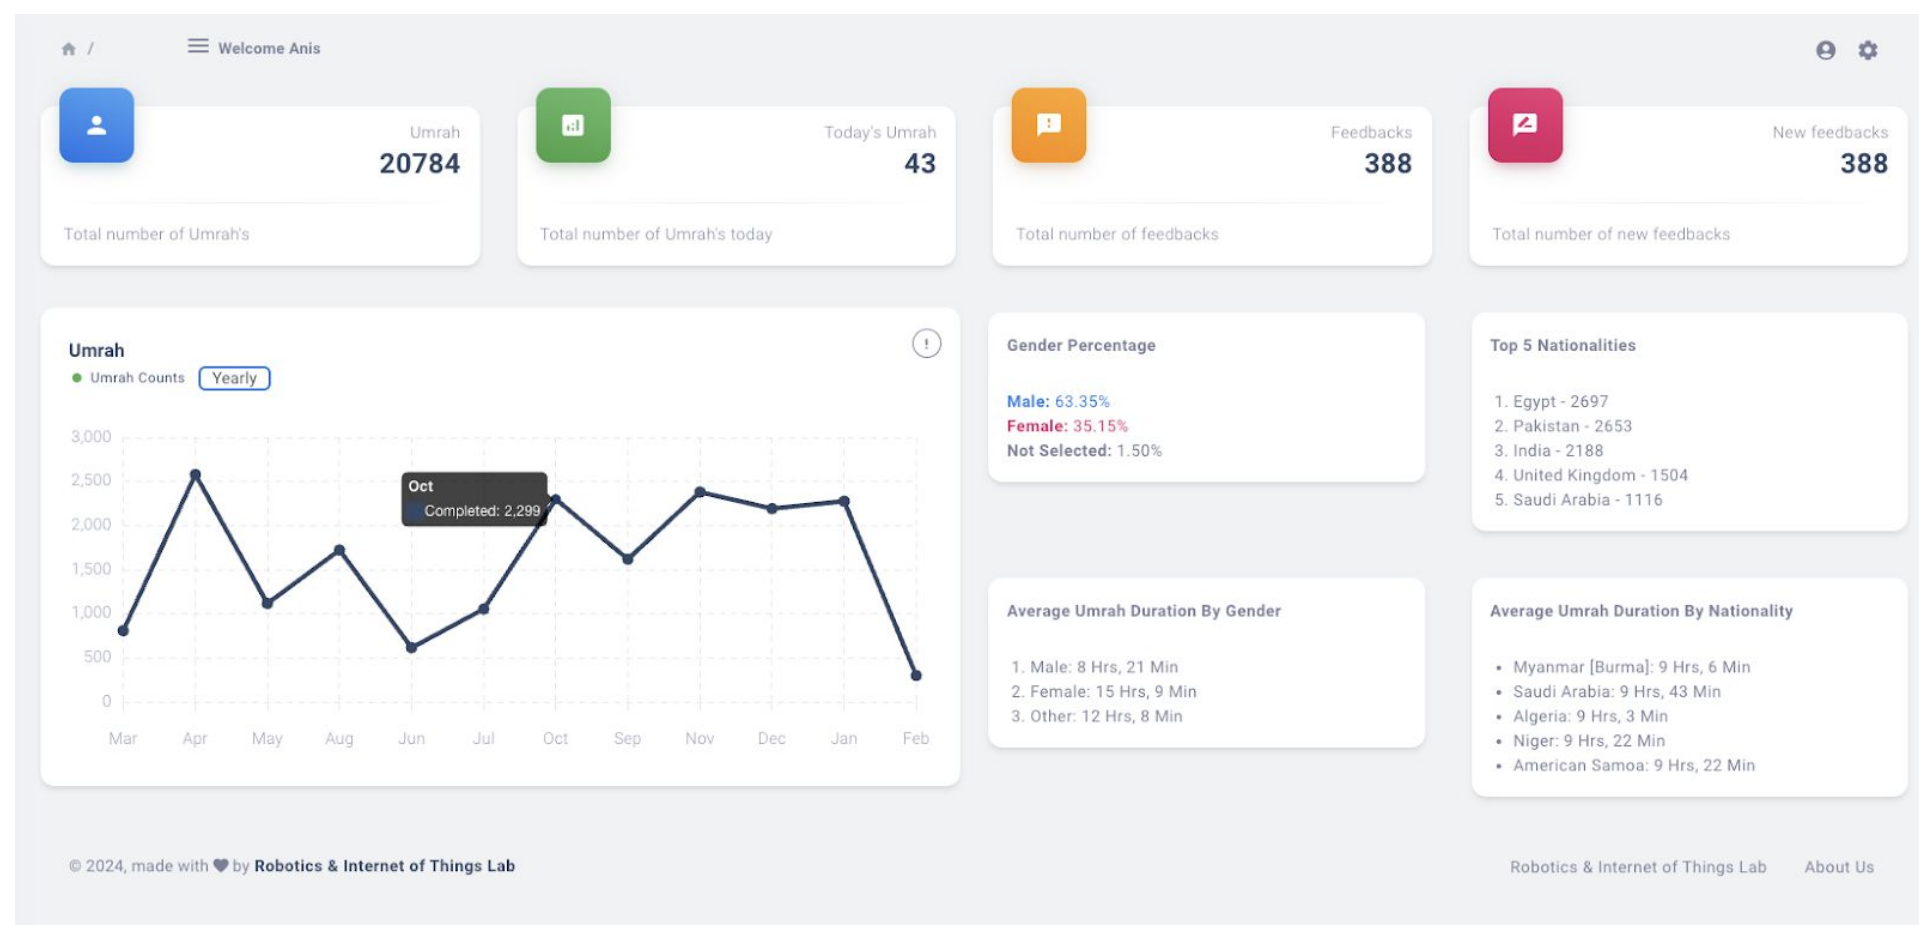 / Welcome Anis
Umrah
20784
Total number of Umrah's
Today's Umrah
43
Total number of Umrah's today
Feedbacks
388
Total number of feedbacks
New feedbacks
388
Total number of new feedbacks
Umrah
Umrah Counts Yearly
3,000
2,500
2,000
1,500
1,000
500
0
Oct
Completed: 2,299
Mar Apr May Aug Jun Jul Oct Sep Nov Dec Jan Feb
Gender Percentage
Male: 63.35%
Female: 35.15%
Not Selected: 1.50%
Top 5 Nationalities
1. Egypt - 2697
2. Pakistan - 2653
3. India - 2188
4. United Kingdom - 1504
5. Saudi Arabia - 1116
Average Umrah Duration By Gender
1. Male: 8 Hrs, 21 Min
2. Female: 15 Hrs, 9 Min
3. Other: 12 Hrs, 8 Min
Average Umrah Duration By Nationality
• Myanmar [Burma]: 9 Hrs, 6 Min
• Saudi Arabia: 9 Hrs, 43 Min
• Algeria: 9 Hrs, 3 Min
• Niger: 9 Hrs, 22 Min
• American Samoa: 9 Hrs, 22 Min
© 2024, made with ♥ by Robotics & Internet of Things Lab
Robotics & Internet of Things Lab About Us